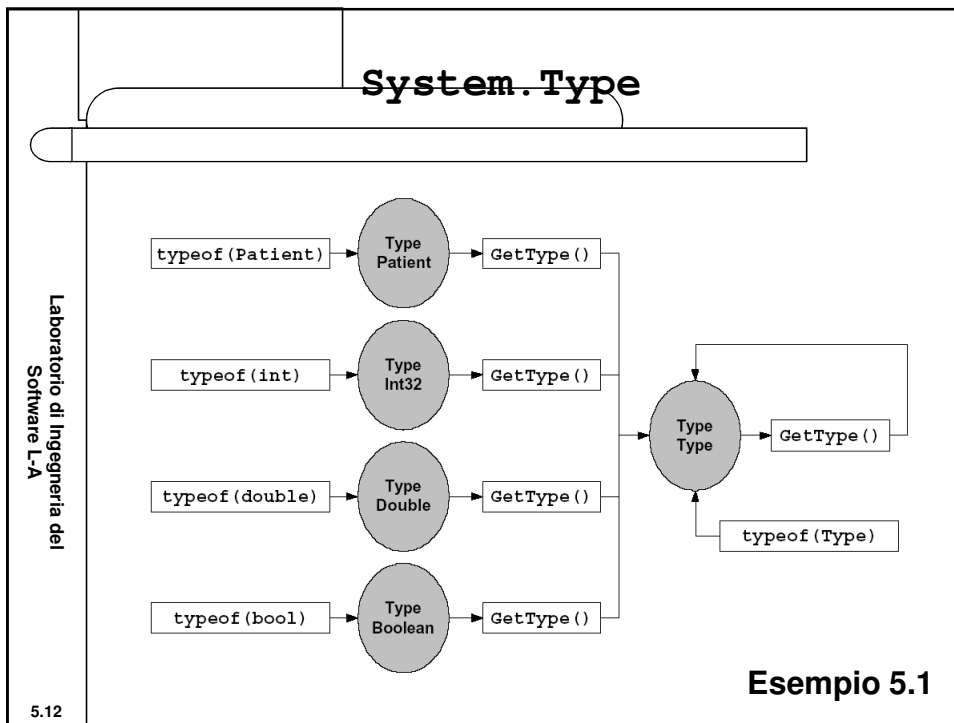 System.Type
typeof(Patient)
Type
Patient
GetType()
typeof(int)
Type
Int32
GetType()
Type
Type
GetType()
typeof(double)
Type
Double
GetType()
typeof(Type)
typeof(bool)
Type
Boolean
GetType()
Laboratorio di Ingegneria del
Software L-A
Esempio 5.1
5.12